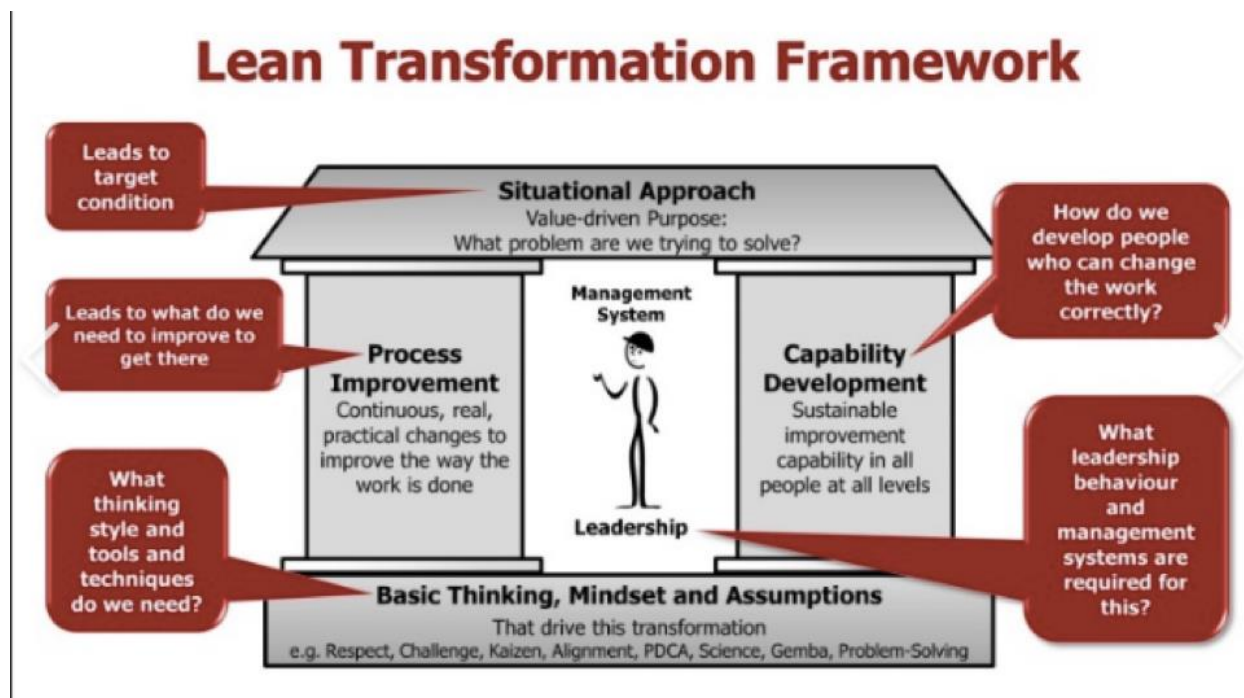 Lean Transformation Framework
Leads to
target
condition
Situational Approach
Value-driven Purpose:
What problem are we trying to solve?
How do we
develop people
who can change
the work
correctly?
Leads to what do we
need to improve to
get there
Process
Improvement
Continuous, real,
practical changes to
improve the way the
work is done
Management
System
Leadership
Capability
Development
Sustainable
improvement
capability in all
people at all levels
What
thinking
style and
tools and
techniques
do we need?
What
leadership
behaviour
and
management
systems are
required for
this?
Basic Thinking, Mindset and Assumptions
That drive this transformation
e.g. Respect, Challenge, Kaizen, Alignment, PDCA, Science, Gemba, Problem-Solving